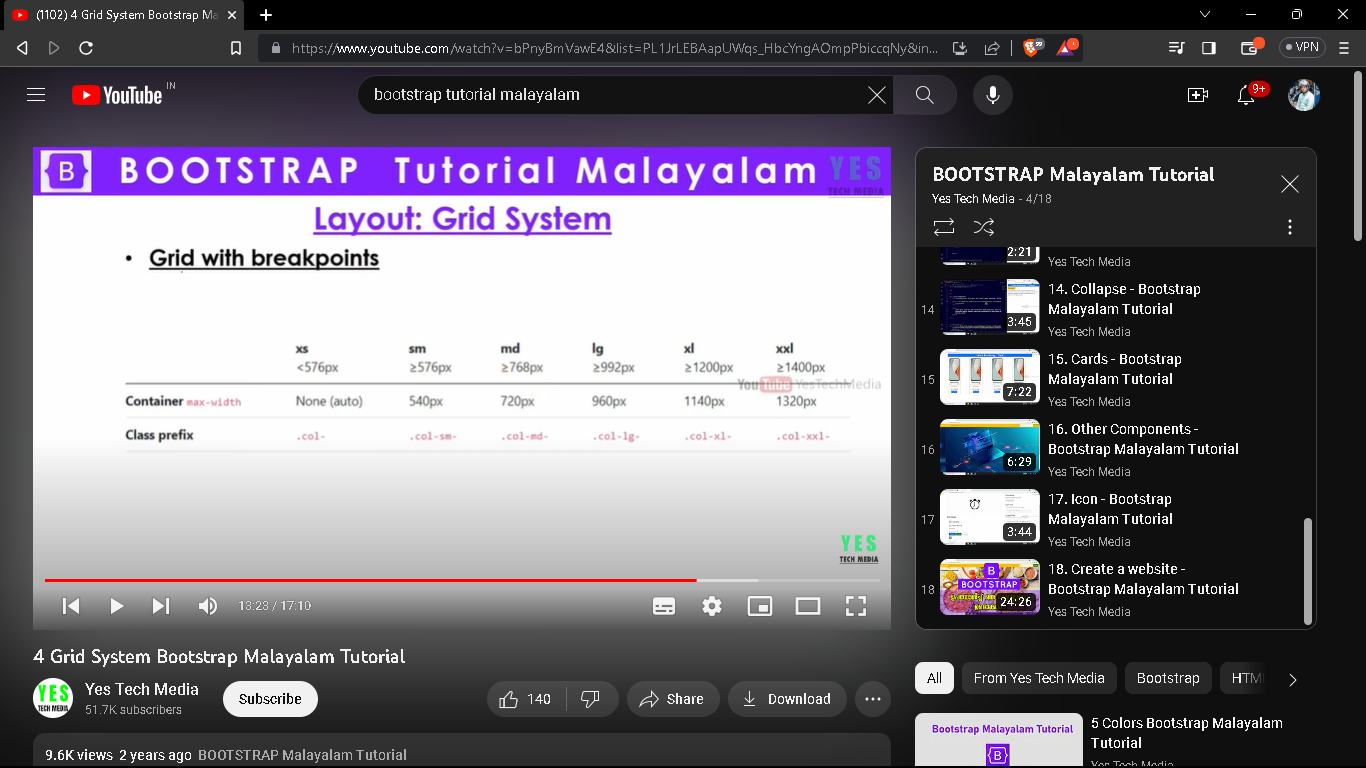 (1102) 4 Grid System Bootstrap Ma
https://www.youtube.com/watch?v=bPnyBmVawE4&list=PL1JrLEBAapUWqs_HbcYngAOmpPbiccqNy&in...
99
1
VPN
YouTube IN
bootstrap tutorial malayalam
9+
B BOOTSTRAP Tutorial Malayalam YES
TECH MEDIA
Layout: Grid System
• Grid with breakpoints
xs sm md lg xl xxl
<576px ≥576px ≥768px ≥992px ≥1200px ≥1400px
YouTube YesTechMedia
Container max-width None (auto) 540px 720px 960px 1140px 1320px
Class prefix .col- .col-sm- .col-md- .col-lg- .col-xl- .col-xxl-
YES
TECH MEDIA
13:23 / 17:10
4 Grid System Bootstrap Malayalam Tutorial
YES
TECH MEDIA
Yes Tech Media
51.7K subscribers
Subscribe
140
Share
Download
9.6K views 2 years ago BOOTSTRAP Malayalam Tutorial
BOOTSTRAP Malayalam Tutorial
Yes Tech Media - 4/18
2:21
Yes Tech Media
14
3:45
14. Collapse - Bootstrap
Malayalam Tutorial
Yes Tech Media
15
7:22
15. Cards - Bootstrap
Malayalam Tutorial
Yes Tech Media
16
6:29
16. Other Components -
Bootstrap Malayalam Tutorial
Yes Tech Media
17
3:44
17. Icon - Bootstrap
Malayalam Tutorial
Yes Tech Media
18
B
BOOTSTRAP
24:26
18. Create a website -
Bootstrap Malayalam Tutorial
Yes Tech Media
All
From Yes Tech Media
Bootstrap
HTML
Bootstrap Malayalam Tutorial
B
5 Colors Bootstrap Malayalam
Tutorial
Yes Tech Media